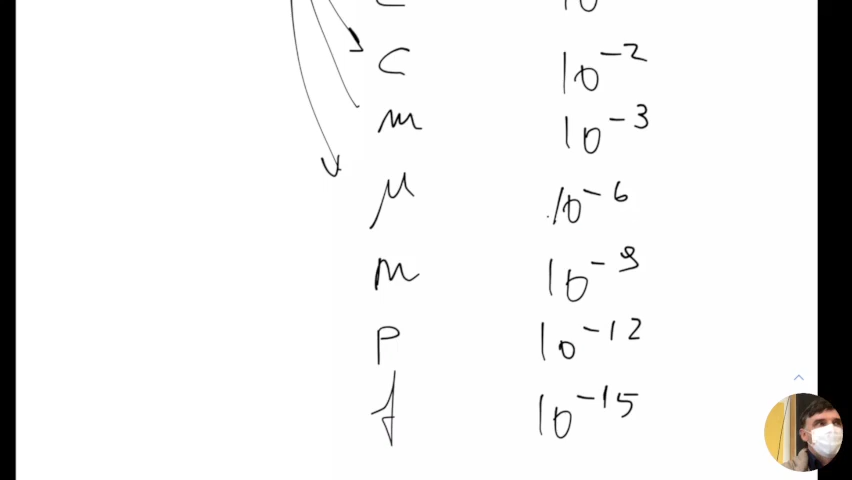 c 10⁻²
m 10⁻³
μ 10⁻⁶
n 10⁻⁹
p 10⁻¹²
f 10⁻¹⁵